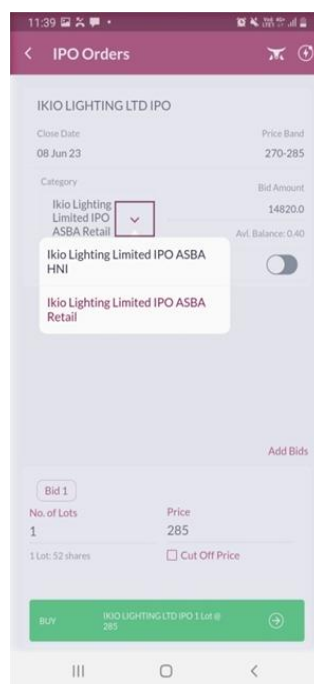 11:39
IPO Orders
IKIO LIGHTING LTD IPO
Close Date Price Band
08 Jun 23 270-285
Category Bid Amount
Ikio Lighting
Limited IPO
ASBA Retail
14820.0
Avl. Balance: 0.40
Ikio Lighting Limited IPO ASBA
HNI
Ikio Lighting Limited IPO ASBA
Retail
Add Bids
Bid 1
No. of Lots Price
1 285
1 Lot: 52 shares Cut Off Price
BUY
IKIO LIGHTING LTD IPO 1 Lot @
285